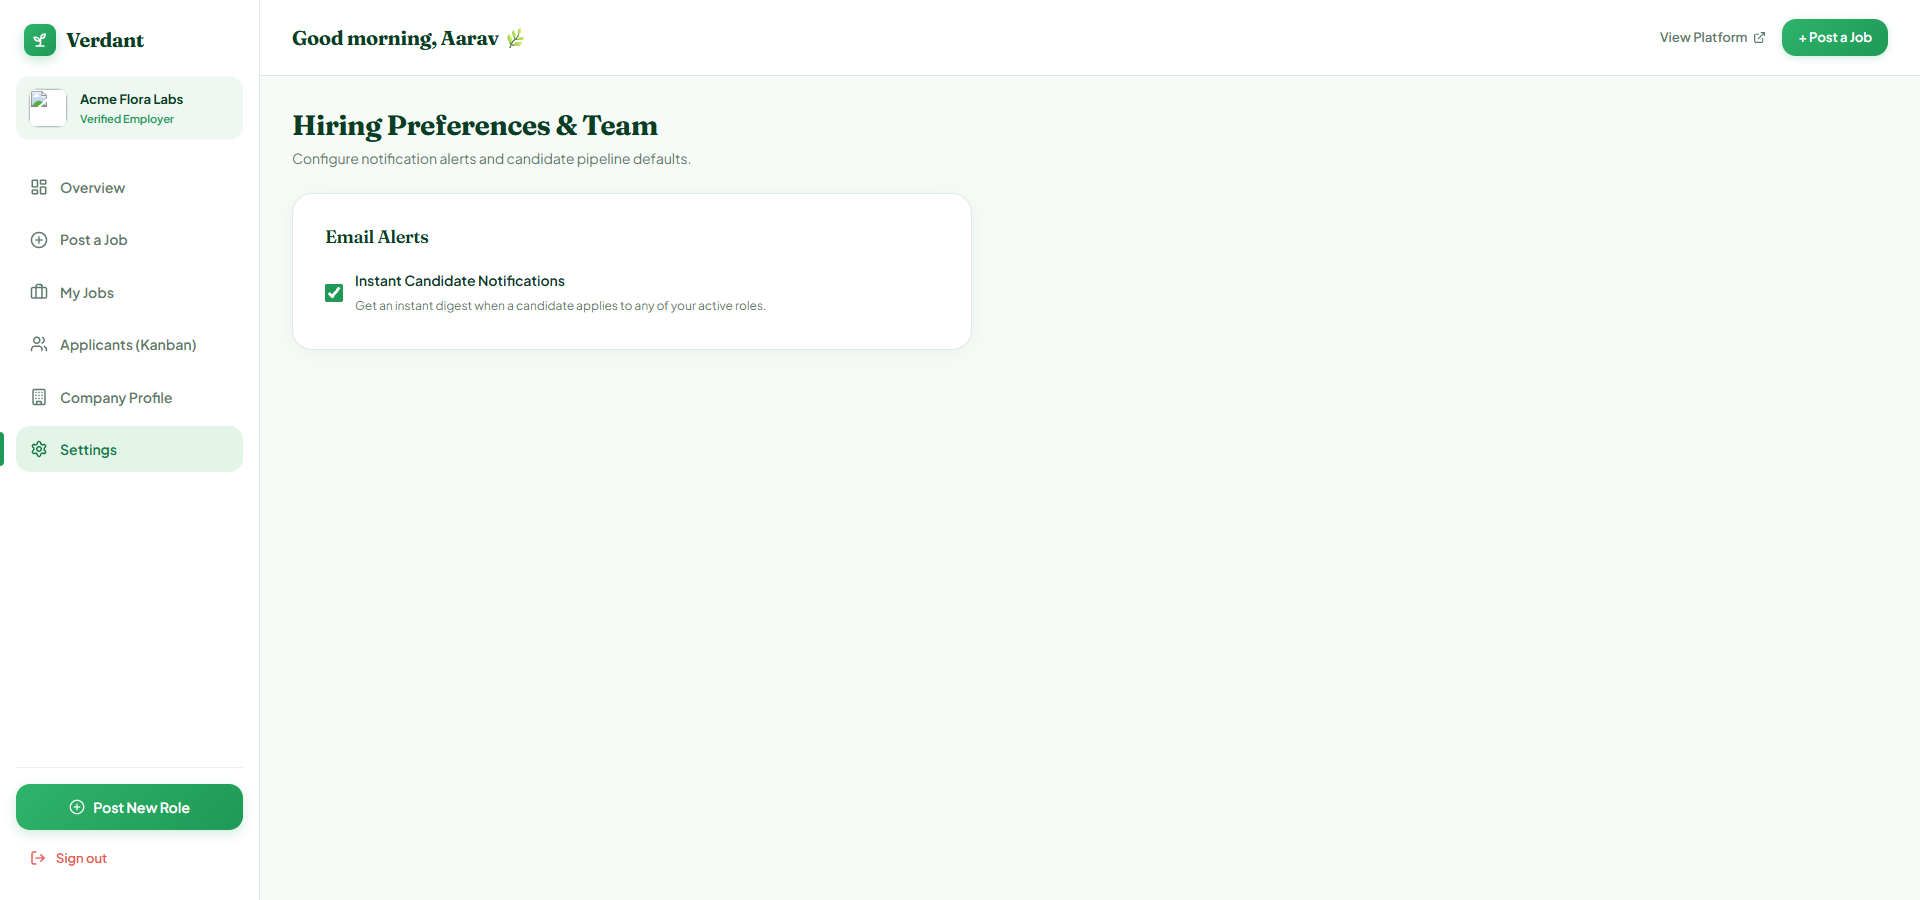 Verdant
Acme Flora Labs
Verified Employer
Overview
Post a Job
My Jobs
Applicants (Kanban)
Company Profile
Settings
Post New Role
Sign out
Good morning, Aarav 🌿
View Platform
+ Post a Job
Hiring Preferences & Team
Configure notification alerts and candidate pipeline defaults.
Email Alerts
Instant Candidate Notifications
Get an instant digest when a candidate applies to any of your active roles.